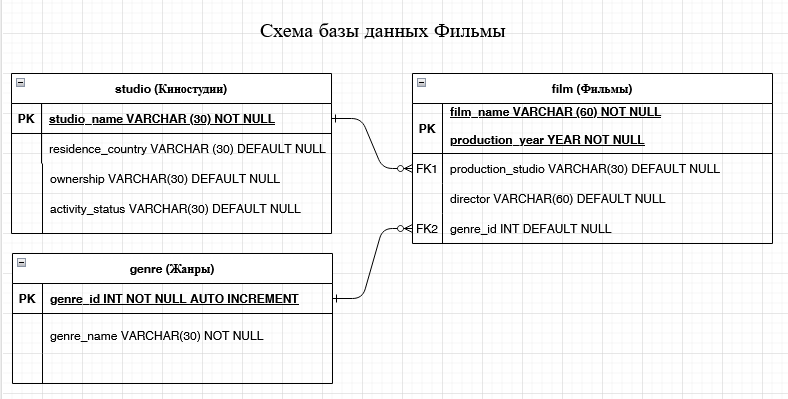 Схема базы данных Фильмы
studio (Киностудии)
PK studio_name VARCHAR (30) NOT NULL
residence_country VARCHAR (30) DEFAULT NULL
ownership VARCHAR(30) DEFAULT NULL
activity_status VARCHAR(30) DEFAULT NULL
genre (Жанры)
PK genre_id INT NOT NULL AUTO INCREMENT
genre_name VARCHAR(30) NOT NULL
film (Фильмы)
film_name VARCHAR (60) NOT NULL
PK
production_year YEAR NOT NULL
FK1 production_studio VARCHAR(30) DEFAULT NULL
director VARCHAR(60) DEFAULT NULL
FK2 genre_id INT DEFAULT NULL